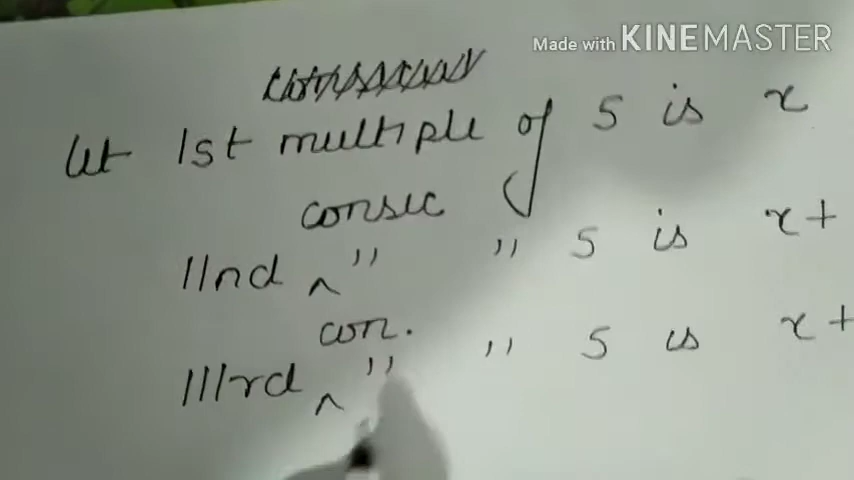 Made with KINEMASTER
let 1st multiple of 5 is x
consec
IInd ^ " " 5 is x+
con.
IIIrd ^ " " 5 is x+